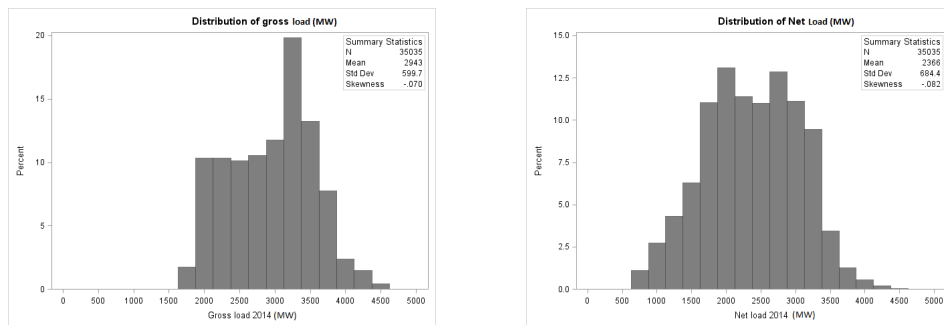 Distribution of gross load (MW)
20
15
10
5
0
Percent
Summary Statistics
N 35035
Mean 2943
Std Dev 599.7
Skewness -.070
0 500 1000 1500 2000 2500 3000 3500 4000 4500 5000
Gross load 2014 (MW)
Distribution of Net Load (MW)
15.0
12.5
10.0
7.5
5.0
2.5
0.0
Percent
Summary Statistics
N 35035
Mean 2366
Std Dev 684.4
Skewness -.082
0 500 1000 1500 2000 2500 3000 3500 4000 4500 5000
Net load 2014 (MW)